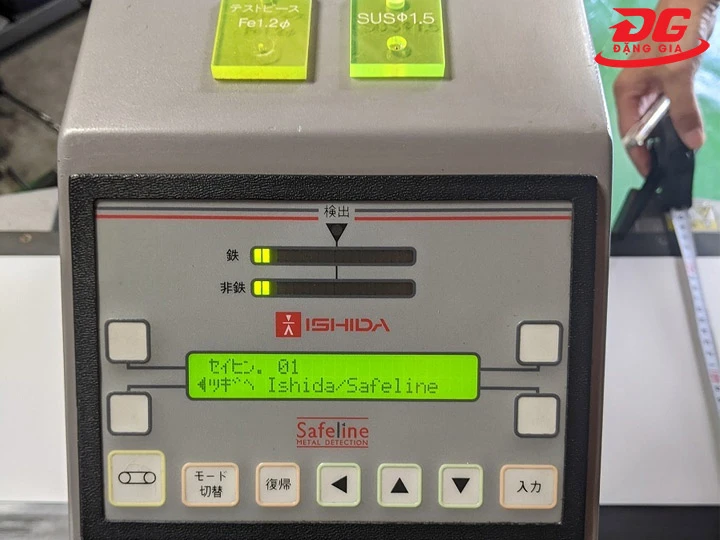 テストピース
Fe1.2φ
SUSΦ1.5
ĐG
ĐẶNG GIA
検出
鉄
非鉄
ISHIDA
セイヒン. 01
ツギヘ Ishida/Safeline
Safeline
METAL DETECTION
モード
切替
復帰
入力